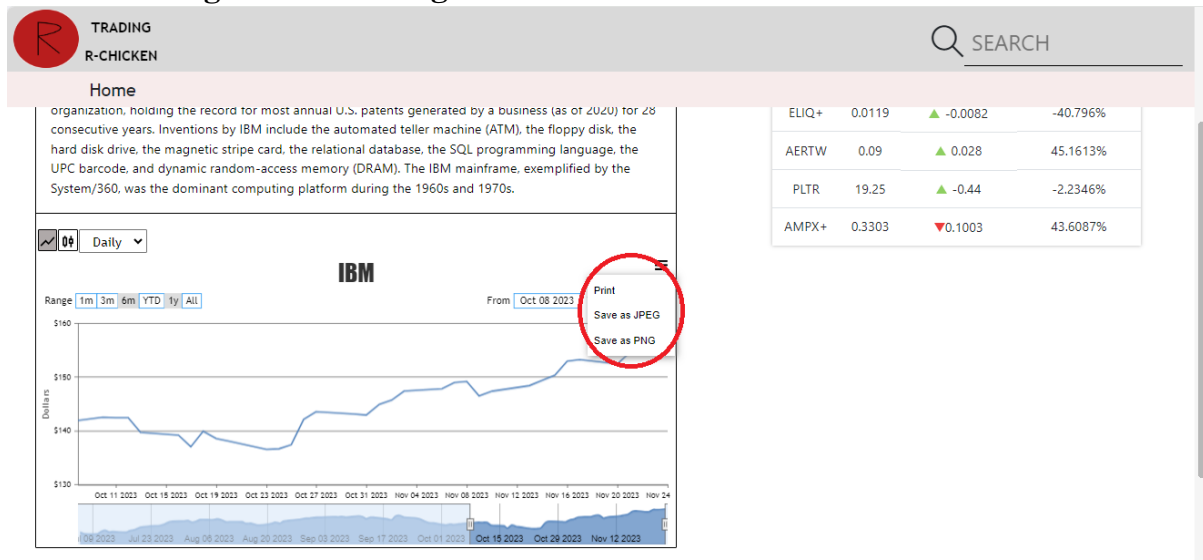 TRADING
R-CHICKEN
R
SEARCH
Home
organization, holding the record for most annual U.S. patents generated by a business (as of 2020) for 28
consecutive years. Inventions by IBM include the automated teller machine (ATM), the floppy disk, the
hard disk drive, the magnetic stripe card, the relational database, the SQL programming language, the
UPC barcode, and dynamic random-access memory (DRAM). The IBM mainframe, exemplified by the
System/360, was the dominant computing platform during the 1960s and 1970s.
ELIQ+ 0.0119 ▲ -0.0082 -40.796%
AERTW 0.09 ▲ 0.028 45.1613%
PLTR 19.25 ▲ -0.44 -2.2346%
AMPX+ 0.3303 ▼0.1003 43.6087%
Daily
IBM
Print
Save as JPEG
Save as PNG
Range 1m 3m 6m YTD 1y All
From Oct 08 2023
$160
$150
$140
$130
Dollars
Oct 11 2023 Oct 15 2023 Oct 19 2023 Oct 23 2023 Oct 27 2023 Oct 31 2023 Nov 04 2023 Nov 08 2023 Nov 12 2023 Nov 16 2023 Nov 20 2023 Nov 24
09 2023 Jul 23 2023 Aug 06 2023 Aug 20 2023 Sep 03 2023 Sep 17 2023 Oct 01 2023 Oct 15 2023 Oct 29 2023 Nov 12 2023